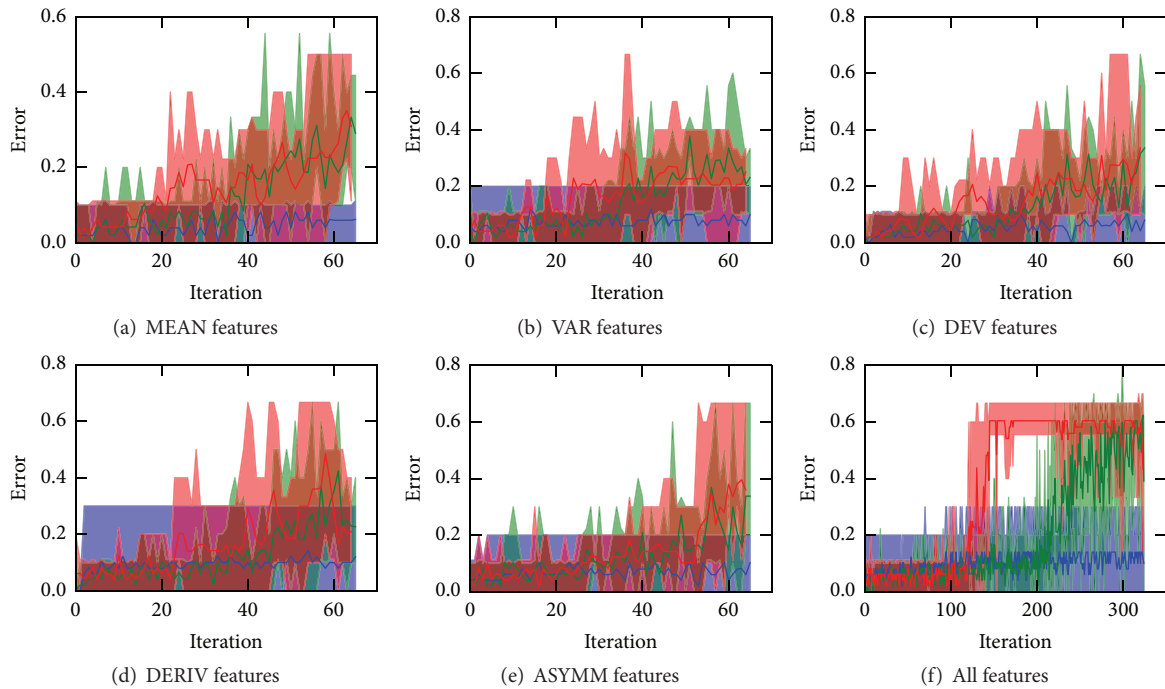 0.6
0.4
0.2
0.0
Error
0
20
40
60
Iteration
(a) MEAN features
0.8
0.6
0.4
0.2
0.0
Error
0
20
40
60
Iteration
(b) VAR features
0.8
0.6
0.4
0.2
0.0
Error
0
20
40
60
Iteration
(c) DEV features
0.8
0.6
0.4
0.2
0.0
Error
0
20
40
60
Iteration
(d) DERIV features
0.8
0.6
0.4
0.2
0.0
Error
0
20
40
60
Iteration
(e) ASYMM features
0.8
0.6
0.4
0.2
0.0
Error
0
100
200
300
Iteration
(f) All features